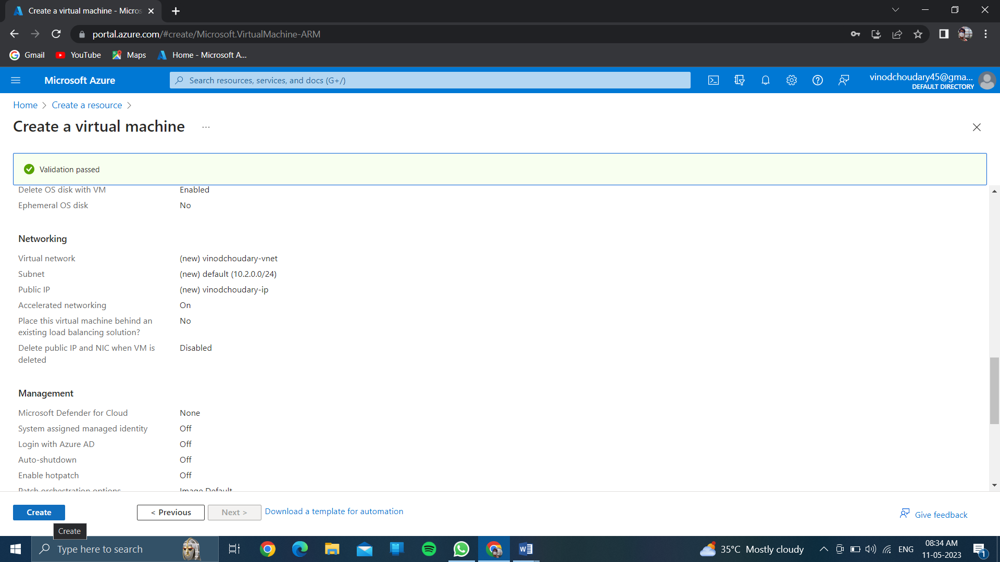 Create a virtual machine - Micros
portal.azure.com/#create/Microsoft.VirtualMachine-ARM
Gmail YouTube Maps Home - Microsoft A...
Microsoft Azure
Search resources, services, and docs (G+/)
vinodchoudary45@gma...
DEFAULT DIRECTORY
Home > Create a resource >
Create a virtual machine ...
Validation passed
Delete OS disk with VM Enabled
Ephemeral OS disk No
Networking
Virtual network (new) vinodchoudary-vnet
Subnet (new) default (10.2.0.0/24)
Public IP (new) vinodchoudary-ip
Accelerated networking On
Place this virtual machine behind an No
existing load balancing solution?
Delete public IP and NIC when VM is Disabled
deleted
Management
Microsoft Defender for Cloud None
System assigned managed identity Off
Login with Azure AD Off
Auto-shutdown Off
Enable hotpatch Off
Patch orchestration options Image Default
Create < Previous Next > Download a template for automation
Give feedback
Create
Type here to search
35°C Mostly cloudy
ENG
08:34 AM
11-05-2023
1